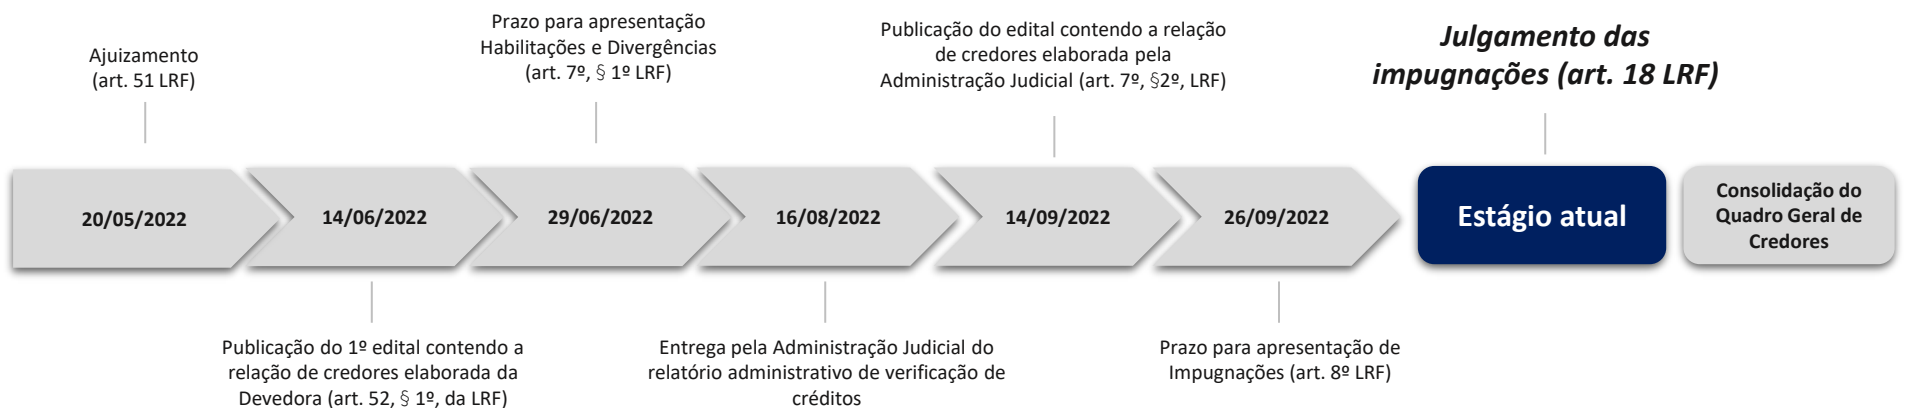 Ajuizamento
(art. 51 LRF)
Prazo para apresentação
Habilitações e Divergências
(art. 7º, § 1º LRF)
Publicação do edital contendo a relação
de credores elaborada pela
Administração Judicial (art. 7º, §2º, LRF)
Julgamento das
impugnações (art. 18 LRF)
20/05/2022
14/06/2022
29/06/2022
16/08/2022
14/09/2022
26/09/2022
Estágio atual
Consolidação do
Quadro Geral de
Credores
Publicação do 1º edital contendo a
relação de credores elaborada da
Devedora (art. 52, § 1º, da LRF)
Entrega pela Administração Judicial do
relatório administrativo de verificação de
créditos
Prazo para apresentação de
Impugnações (art. 8º LRF)